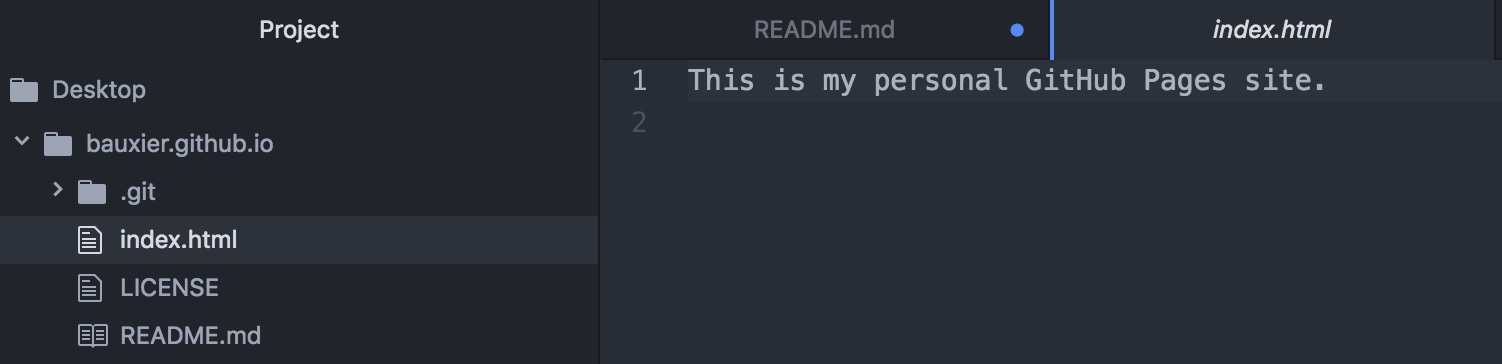 Project
Desktop
bauxier.github.io
.git
index.html
LICENSE
README.md
README.md
index.html
1 This is my personal GitHub Pages site.
2